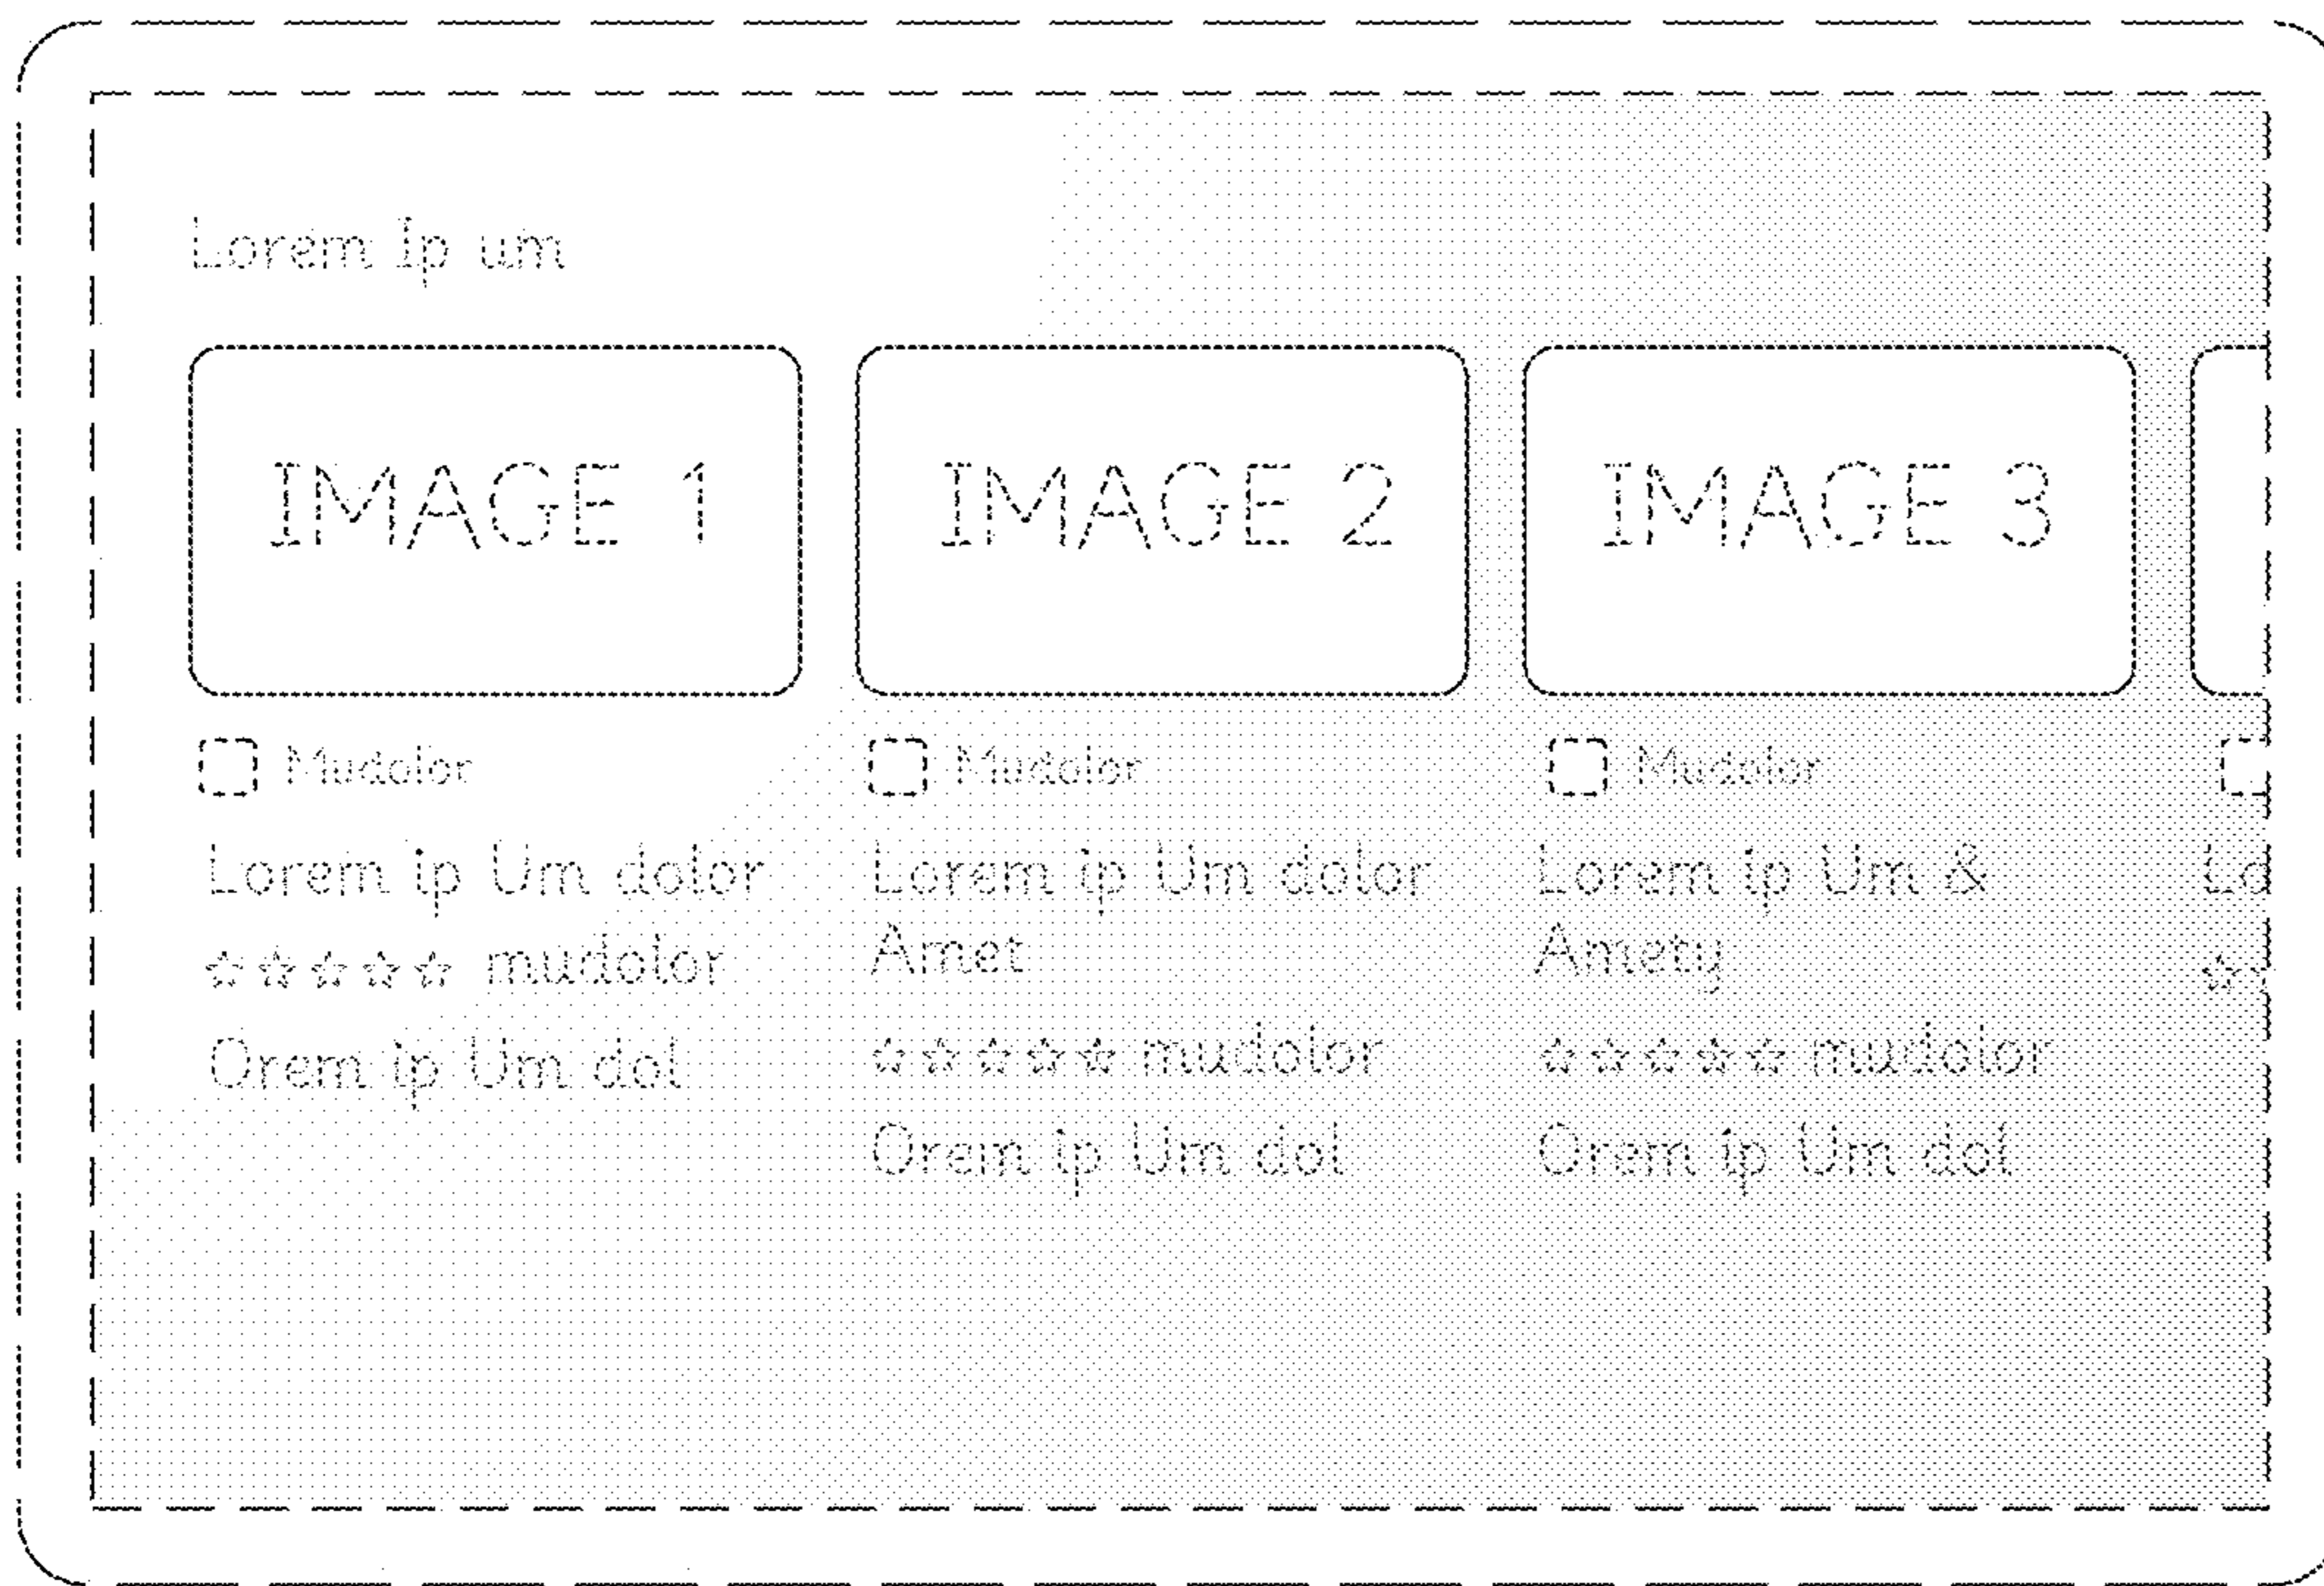 Lorem Ip um
IMAGE 1
Mudolor
Lorem ip Um dolor
☆☆☆☆☆ mudolor
Orem ip Um dol
IMAGE 2
Mudolor
Lorem ip Um dolor
Amet
☆☆☆☆☆ mudolor
Orem ip Um dol
IMAGE 3
Mudolor
Lorem ip Um &
Amety
☆☆☆☆☆ mudolor
Orem ip Um dol
Lo